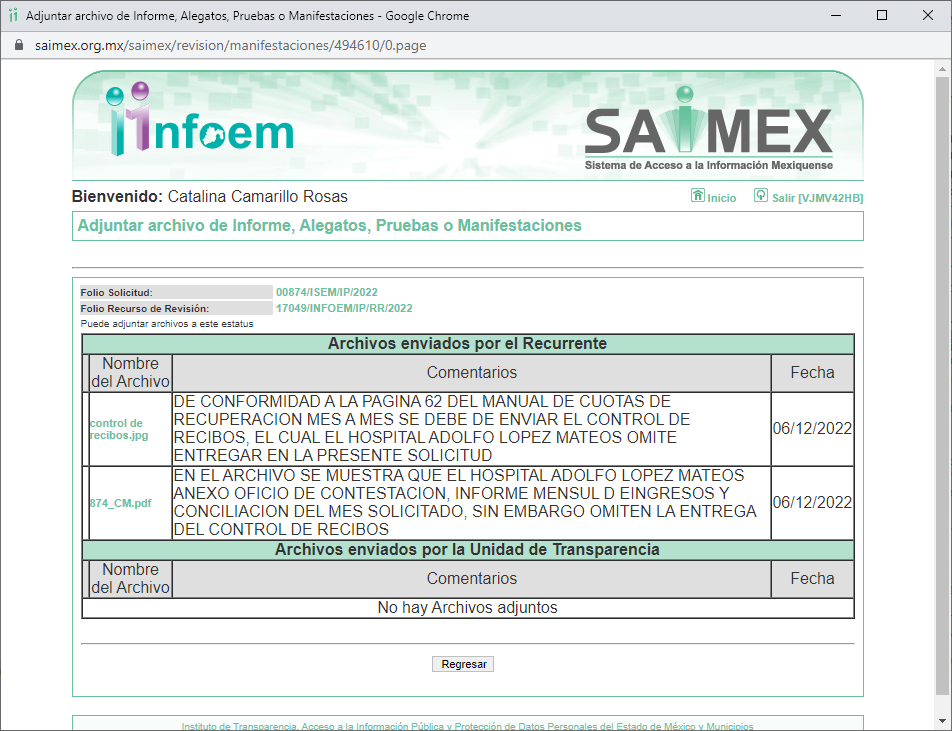 Adjuntar archivo de Informe, Alegatos, Pruebas o Manifestaciones - Google Chrome
saimex.org.mx/saimex/revision/manifestaciones/494610/0.page
infoem
SAIMEX
Sistema de Acceso a la Información Mexiquense
Bienvenido: Catalina Camarillo Rosas
Inicio
Salir [VJMV42HB]
Adjuntar archivo de Informe, Alegatos, Pruebas o Manifestaciones
Folio Solicitud: 00874/ISEM/IP/2022
Folio Recurso de Revisión: 17049/INFOEM/IP/RR/2022
Puede adjuntar archivos a este estatus
Archivos enviados por el Recurrente
Nombre
del Archivo
Comentarios
Fecha
control de
recibos.jpg
DE CONFORMIDAD A LA PAGINA 62 DEL MANUAL DE CUOTAS DE
RECUPERACION MES A MES SE DEBE DE ENVIAR EL CONTROL DE
RECIBOS, EL CUAL EL HOSPITAL ADOLFO LOPEZ MATEOS OMITE
ENTREGAR EN LA PRESENTE SOLICITUD
06/12/2022
874_CM.pdf
EN EL ARCHIVO SE MUESTRA QUE EL HOSPITAL ADOLFO LOPEZ MATEOS
ANEXO OFICIO DE CONTESTACION, INFORME MENSUL D EINGRESOS Y
CONCILIACION DEL MES SOLICITADO, SIN EMBARGO OMITEN LA ENTREGA
DEL CONTROL DE RECIBOS
06/12/2022
Archivos enviados por la Unidad de Transparencia
Nombre
del Archivo
Comentarios
Fecha
No hay Archivos adjuntos
Regresar
Instituto de Transparencia, Acceso a la Información Pública y Protección de Datos Personales del Estado de México y Municipios